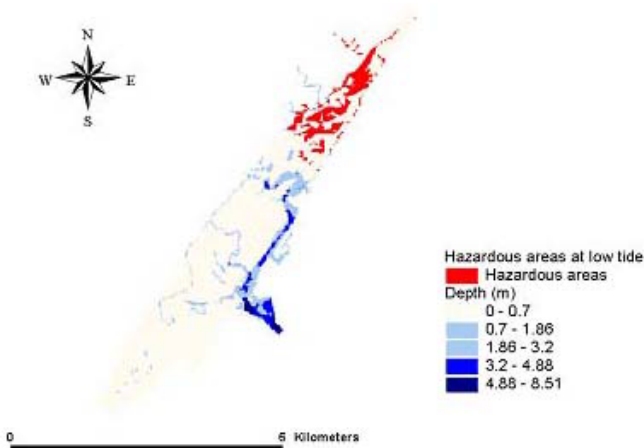 N
W E
S
Hazardous areas at low tide
Hazardous areas
Depth (m)
0 - 0.7
0.7 - 1.86
1.86 - 3.2
3.2 - 4.88
4.88 - 8.51
0 6 Kilometers